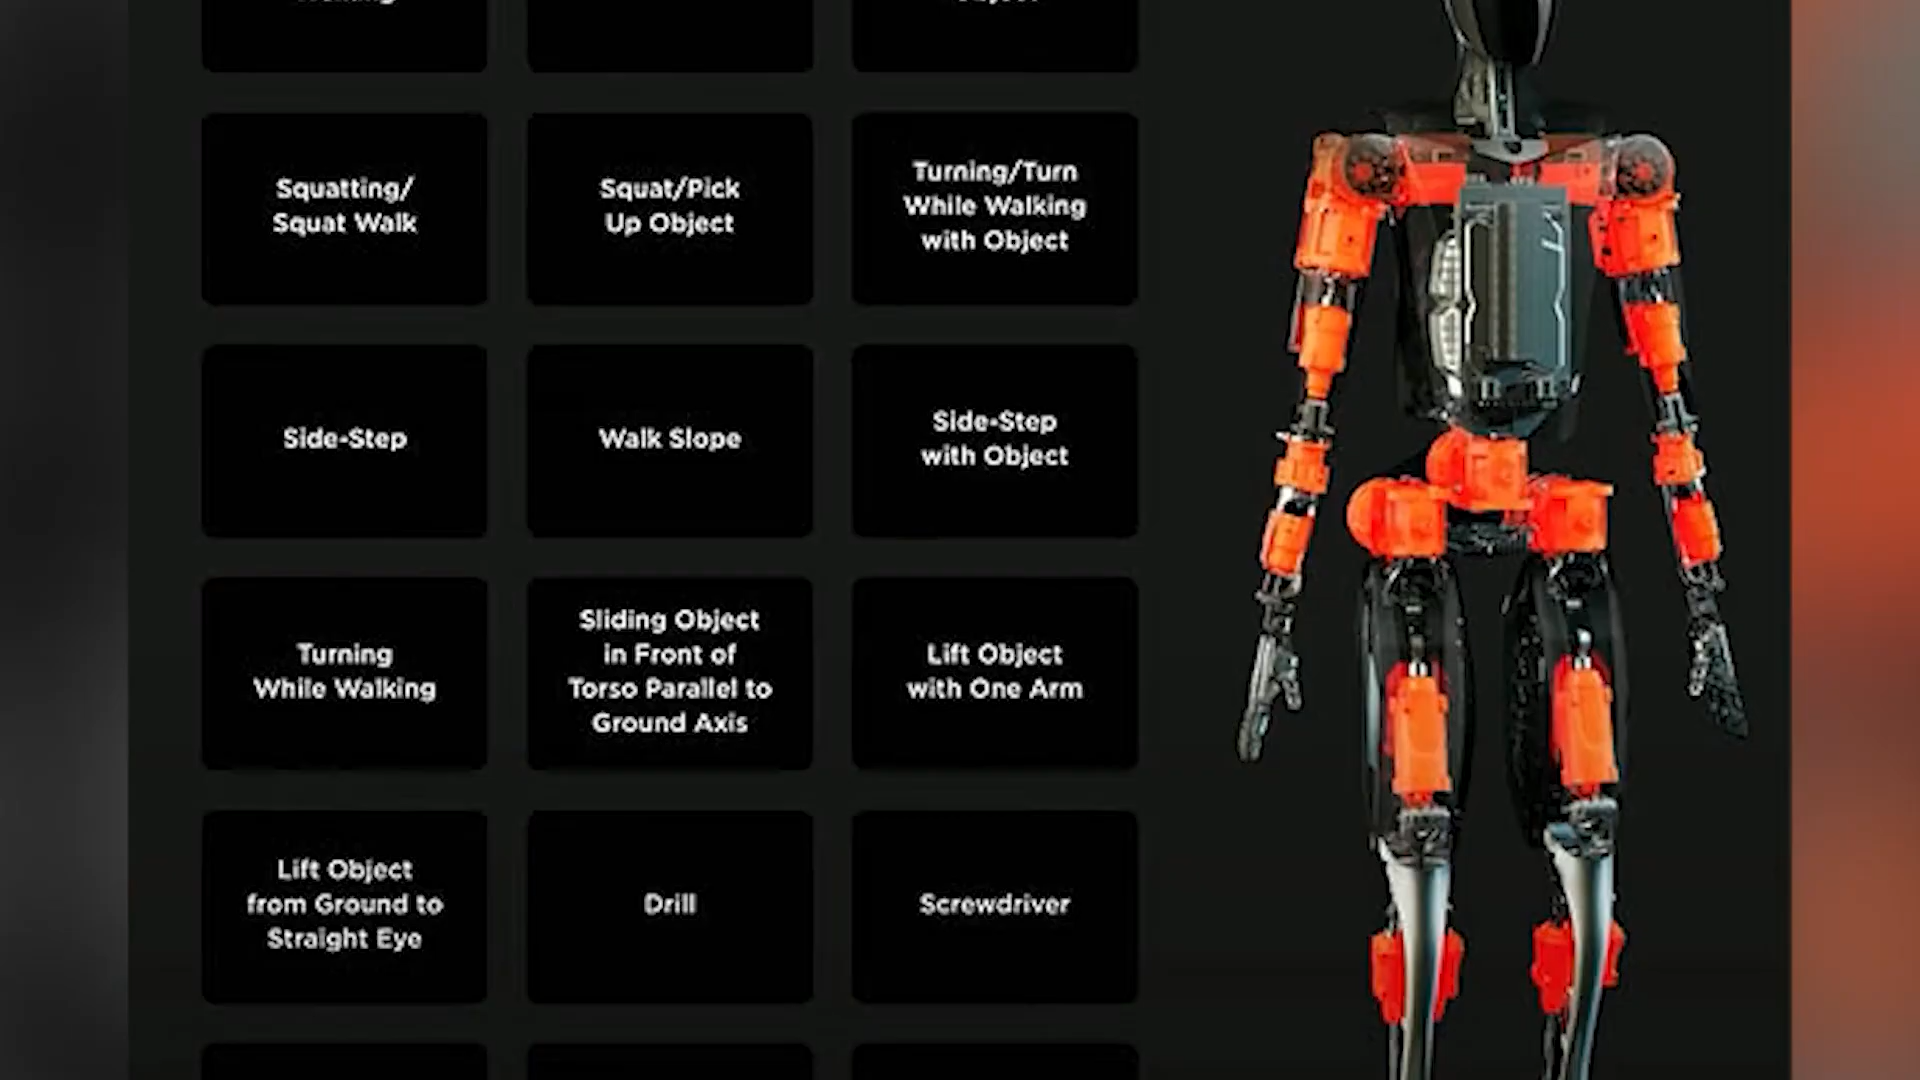 Squatting/
Squat Walk
Squat/Pick
Up Object
Turning/Turn
While Walking
with Object
Side-Step
Walk Slope
Side-Step
with Object
Turning
While Walking
Sliding Object
in Front of
Torso Parallel to
Ground Axis
Lift Object
with One Arm
Lift Object
from Ground to
Straight Eye
Drill
Screwdriver